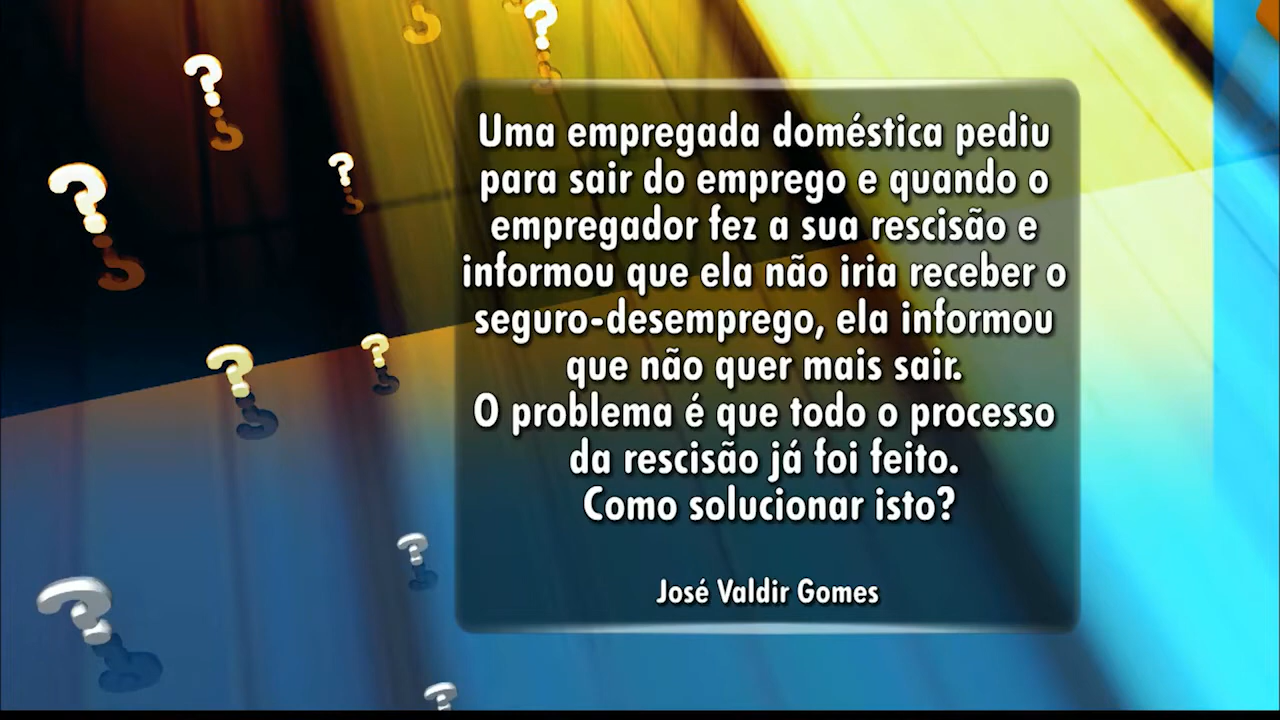 Uma empregada doméstica pediu
para sair do emprego e quando o
empregador fez a sua rescisão e
informou que ela não iria receber o
seguro-desemprego, ela informou
que não quer mais sair.
O problema é que todo o processo
da rescisão já foi feito.
Como solucionar isto?
José Valdir Gomes